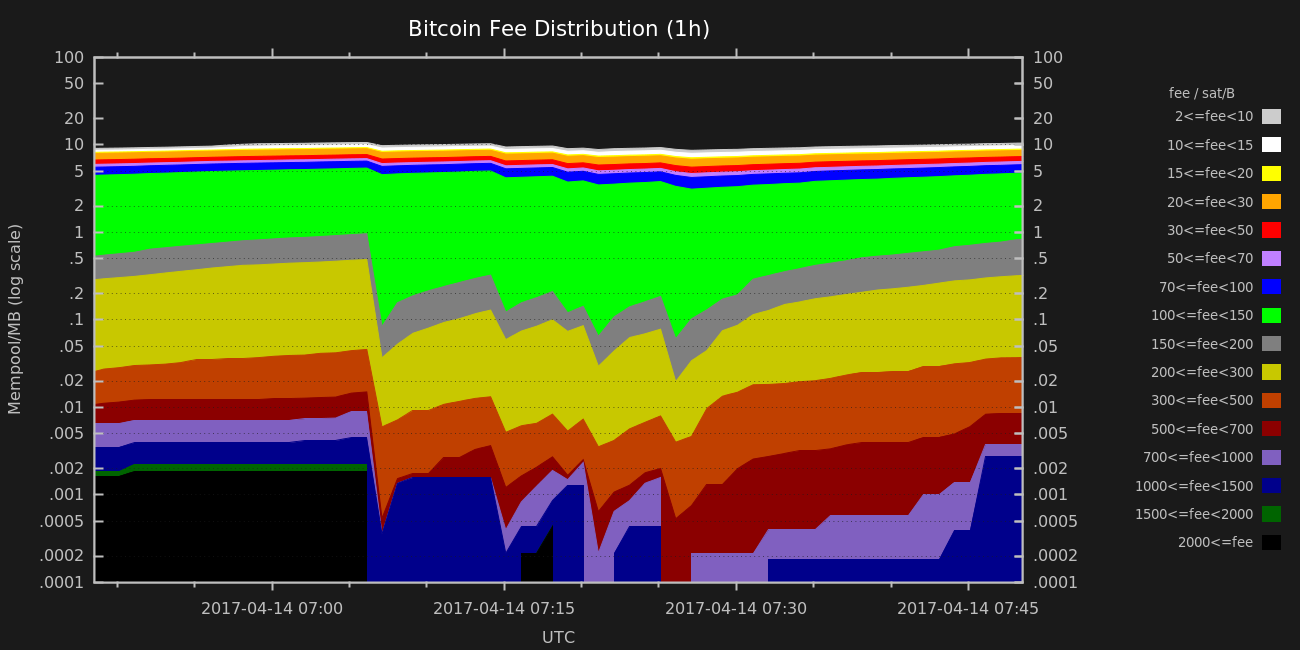 Bitcoin Fee Distribution (1h)
Mempool/MB (log scale)
100
50
20
10
5
2
1
.5
.2
.1
.05
.02
.01
.005
.002
.001
.0005
.0002
.0001
100
50
20
10
5
2
1
.5
.2
.1
.05
.02
.01
.005
.002
.001
.0005
.0002
.0001
2017-04-14 07:00
2017-04-14 07:15
2017-04-14 07:30
2017-04-14 07:45
UTC
fee / sat/B
2<=fee<10
10<=fee<15
15<=fee<20
20<=fee<30
30<=fee<50
50<=fee<70
70<=fee<100
100<=fee<150
150<=fee<200
200<=fee<300
300<=fee<500
500<=fee<700
700<=fee<1000
1000<=fee<1500
1500<=fee<2000
2000<=fee